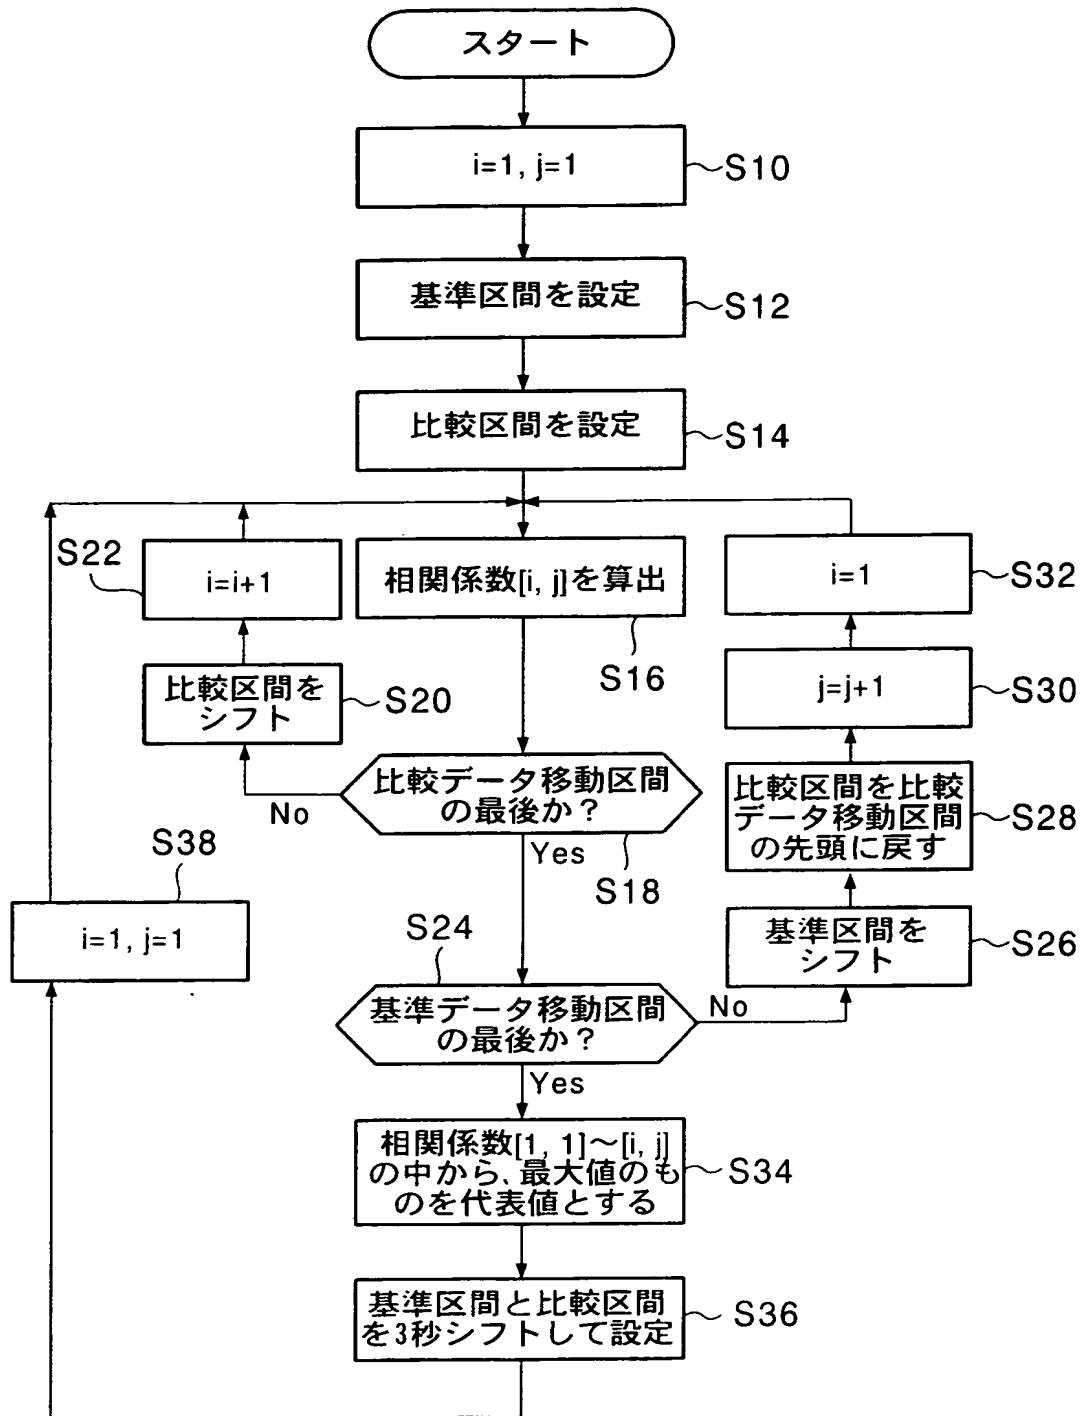 スタート
i=1, j=1
S10
基準区間を設定
S12
比較区間を設定
S14
S22
i=i+1
相関係数[i, j]を算出
S16
i=1
S32
比較区間を
シフト
S20
j=j+1
S30
比較データ移動区間
の最後か？
No
Yes
S18
比較区間を比較
データ移動区間
の先頭に戻す
S28
S38
i=1, j=1
S24
基準区間を
シフト
S26
基準データ移動区間
の最後か？
No
Yes
相関係数[1, 1]〜[i, j]
の中から、最大値のも
のを代表値とする
S34
基準区間と比較区間
を3秒シフトして設定
S36